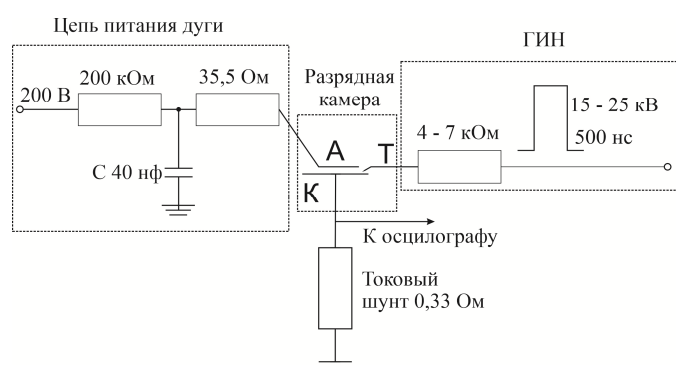 Цепь питания дуги
ГИН
200 кОм
35,5 Ом
Разрядная
камера
200 В
15 - 25 кВ
4 - 7 кОм
500 нс
А
Т
С 40 нф
К
К осцилографу
Токовый
шунт 0,33 Ом